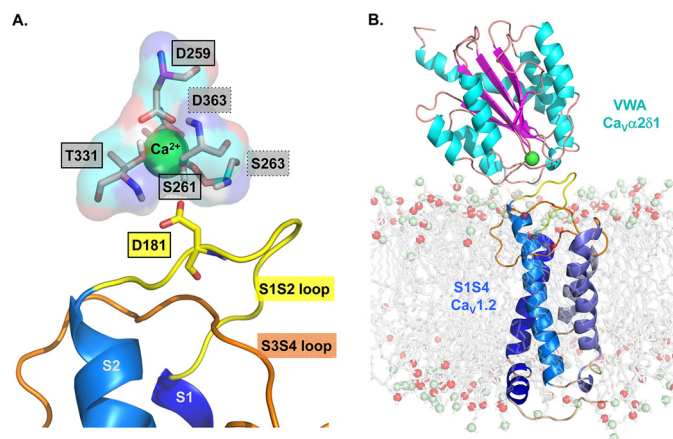 A.
D259
D363
Ca2+
T331
S263
S261
D181
S1S2 loop
S3S4 loop
S2
S1
B.
VWA
CaVα2δ1
S1S4
CaV1.2